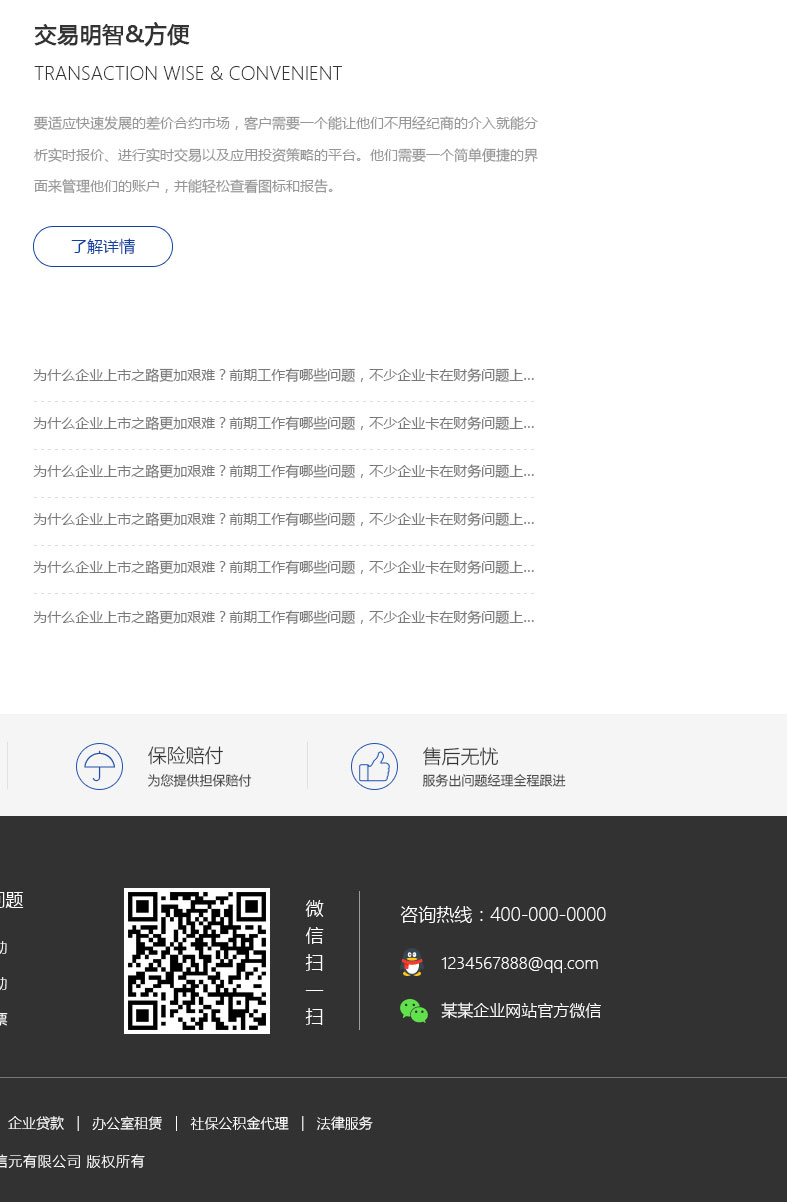 交易明智&方便
TRANSACTION WISE & CONVENIENT
要适应快速发展的差价合约市场，客户需要一个能让他们不用经纪商的介入就能分
析实时报价、进行实时交易以及应用投资策略的平台。他们需要一个简单便捷的界
面来管理他们的账户，并能轻松查看图标和报告。
了解详情
为什么企业上市之路更加艰难？前期工作有哪些问题，不少企业卡在财务问题上...
为什么企业上市之路更加艰难？前期工作有哪些问题，不少企业卡在财务问题上...
为什么企业上市之路更加艰难？前期工作有哪些问题，不少企业卡在财务问题上...
为什么企业上市之路更加艰难？前期工作有哪些问题，不少企业卡在财务问题上...
为什么企业上市之路更加艰难？前期工作有哪些问题，不少企业卡在财务问题上...
为什么企业上市之路更加艰难？前期工作有哪些问题，不少企业卡在财务问题上...
保险赔付
为您提供担保赔付
售后无忧
服务出问题经理全程跟进
问题
微信扫一扫
咨询热线：400-000-0000
1234567888@qq.com
某某企业网站官方微信
企业贷款 | 办公室租赁 | 社保公积金代理 | 法律服务
信元有限公司 版权所有